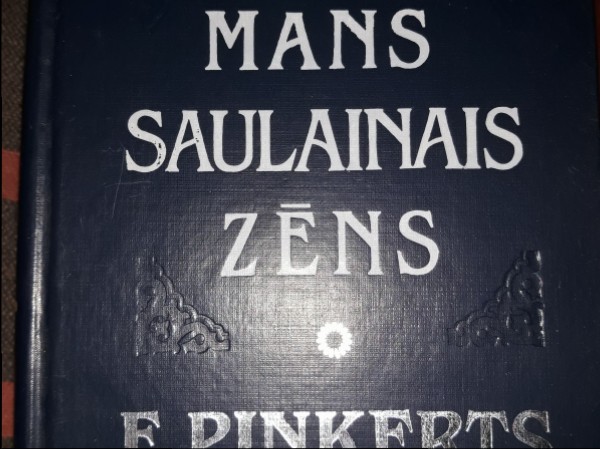 MANS
SAULAINAIS
ZĒNS
E. PINKERTS